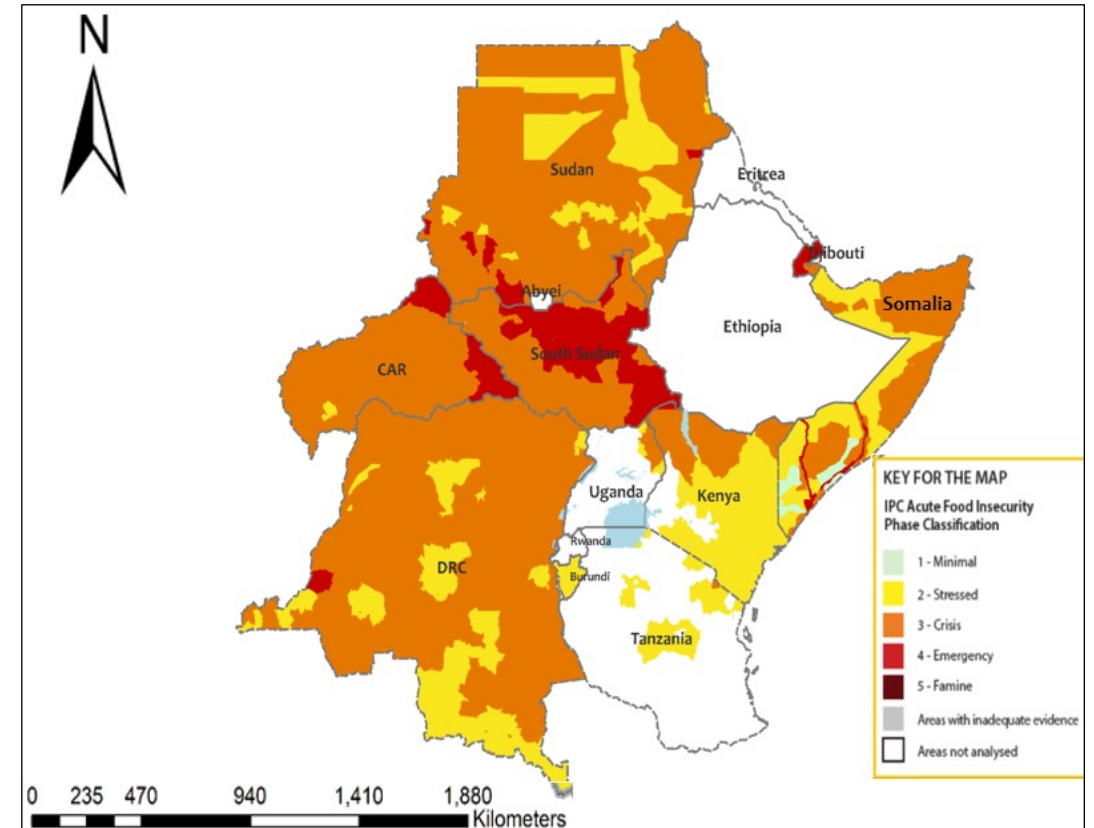 N
Sudan
Eritrea
Djibouti
Abyei
Somalia
Ethiopia
South Sudan
CAR
Uganda
Kenya
Rwanda
DRC
Burundi
Tanzania
KEY FOR THE MAP
IPC Acute Food Insecurity
Phase Classification
1 - Minimal
2 - Stressed
3 - Crisis
4 - Emergency
5 - Famine
Areas with inadequate evidence
Areas not analysed
0 235 470 940 1,410 1,880
Kilometers